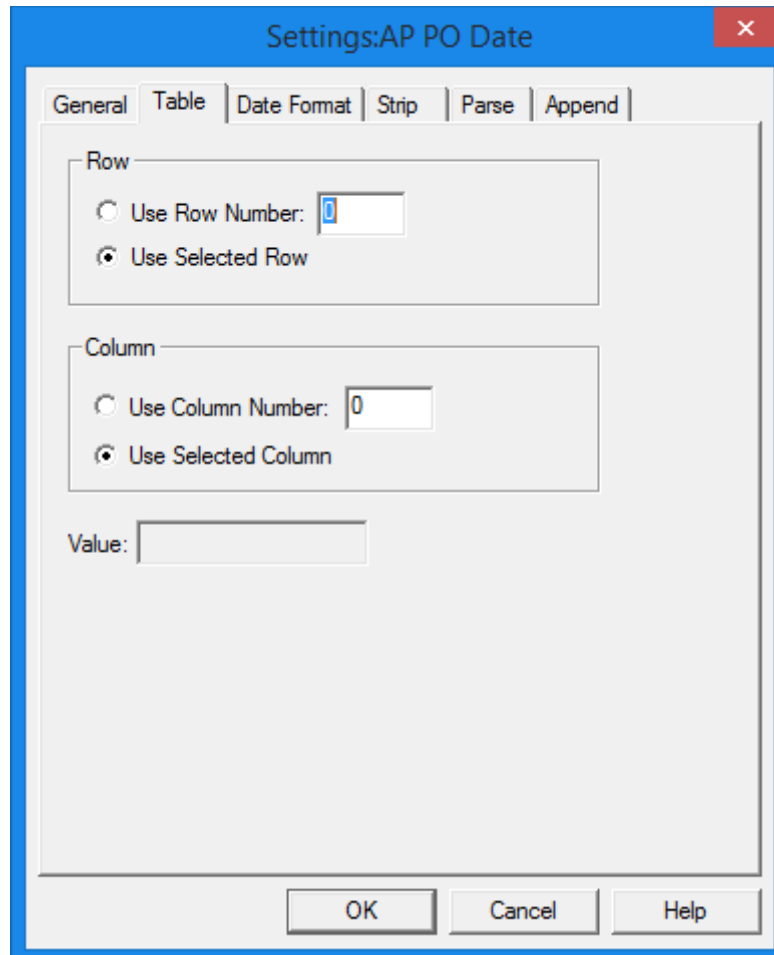 Settings:AP PO Date
General Table Date Format Strip Parse Append
Row
Use Row Number: 0
Use Selected Row
Column
Use Column Number: 0
Use Selected Column
Value:
OK Cancel Help